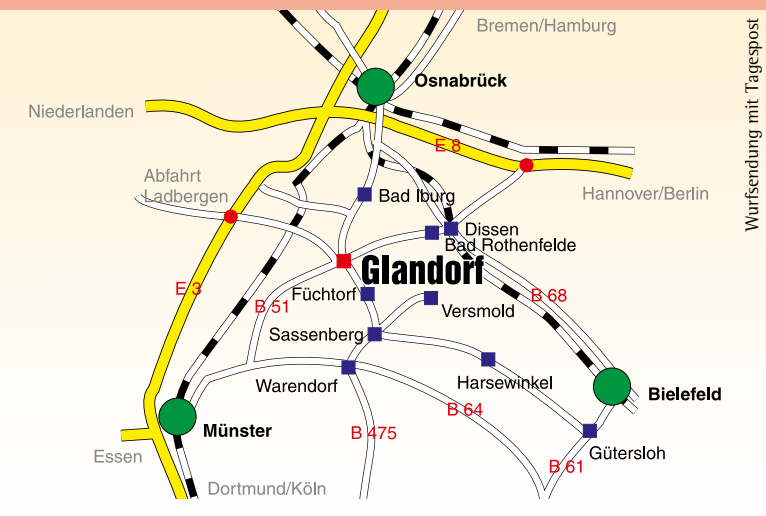 Bremen/Hamburg
Wurfsendung mit Tagespost
Osnabrück
Niederlanden
E 8
Abfahrt
Ladbergen
Bad Iburg
Hannover/Berlin
Dissen
Bad Rothenfelde
Glandorf
E 3
Füchtorf
B 68
B 51
Versmold
Sassenberg
Harsewinkel
Warendorf
Bielefeld
B 64
Münster
B 475
Gütersloh
Essen
B 61
Dortmund/Köln